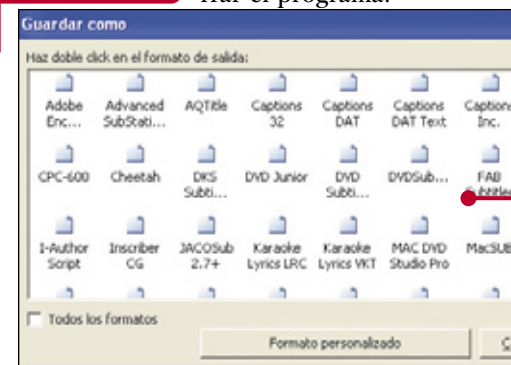 rrar el programa.
Guardar como
Haz doble click en el formato de salida:
Adobe Advanced AQTitle Captions Captions Captions Captions
Enc... SubStati... 32 DAT DAT Text Inc.
CPC-600 Cheetah DKS DVD Junior DVD DVDSub... FAB
Subti... Subti... Subtitler
I-Author Inscriber JACOSub Karaoke Karaoke MAC DVD MacSUB
Script CG 2.7+ Lyrics LRC Lyrics VKT Studio Pro
Todos los formatos
Formato personalizado